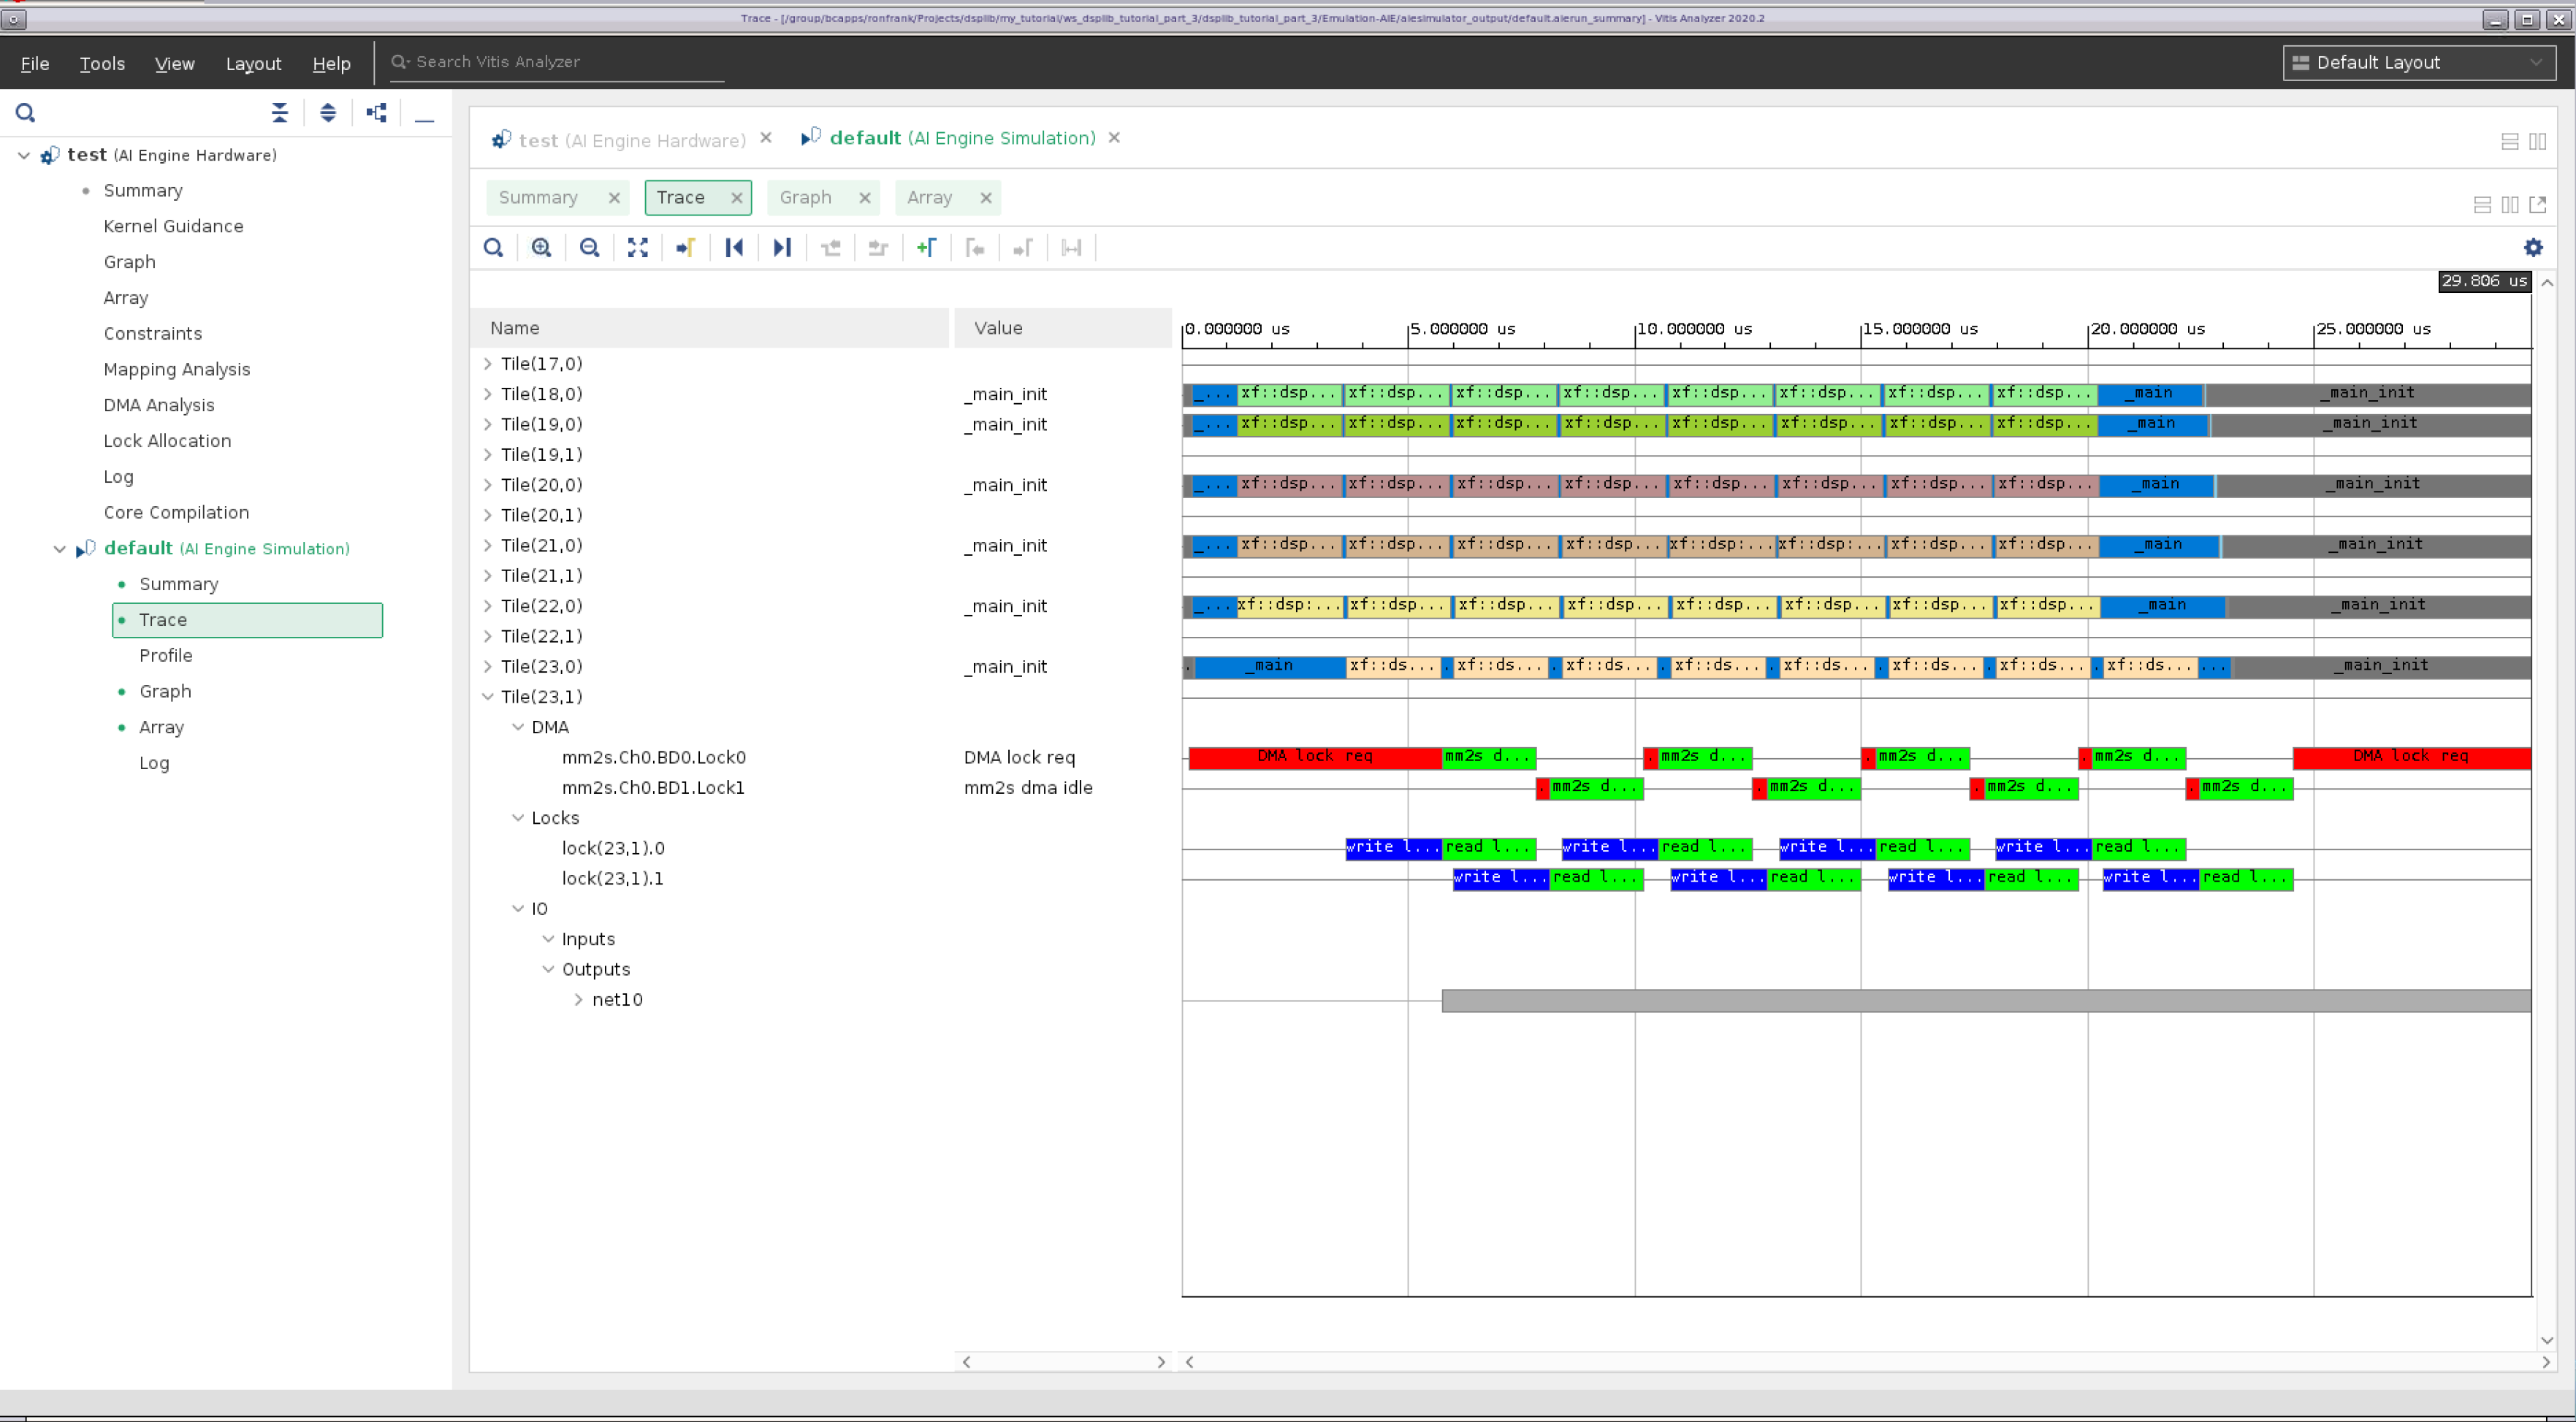 Trace - [/group/bcapps/ronfrank/Projects/dsplib/my_tutorial/ws_dsplib_tutorial_part_3/dsplib_tutorial_part_3/Emulation-AIE/aiesimulator_output/default.aierun_summary] - Vitis Analyzer 2020.2
File Tools View Layout Help Search Vitis Analyzer Default Layout
test (AI Engine Hardware)
Summary
Kernel Guidance
Graph
Array
Constraints
Mapping Analysis
DMA Analysis
Lock Allocation
Log
Core Compilation
default (AI Engine Simulation)
Summary
Trace
Profile
Graph
Array
Log
test (AI Engine Hardware) default (AI Engine Simulation)
Summary Trace Graph Array
29.806 us
Name Value 0.000000 us 5.000000 us 10.000000 us 15.000000 us 20.000000 us 25.000000 us
Tile(17,0)
Tile(18,0) _main_init _... xf::dsp... xf::dsp... xf::dsp... xf::dsp... xf::dsp... xf::dsp... xf::dsp... xf::dsp... _main _main_init
Tile(19,0) _main_init _... xf::dsp... xf::dsp... xf::dsp... xf::dsp... xf::dsp... xf::dsp... xf::dsp... xf::dsp... _main _main_init
Tile(19,1)
Tile(20,0) _main_init _... xf::dsp... xf::dsp... xf::dsp... xf::dsp... xf::dsp... xf::dsp... xf::dsp... xf::dsp... _main _main_init
Tile(20,1)
Tile(21,0) _main_init _... xf::dsp... xf::dsp... xf::dsp... xf::dsp... xf::dsp:... xf::dsp:... xf::dsp... xf::dsp... _main _main_init
Tile(21,1)
Tile(22,0) _main_init _... xf::dsp:... xf::dsp... xf::dsp... xf::dsp... xf::dsp... xf::dsp... xf::dsp... xf::dsp... _main _main_init
Tile(22,1)
Tile(23,0) _main_init . _main xf::ds... . xf::ds... . xf::ds... . xf::ds... . xf::ds... . xf::ds... . xf::ds... . xf::ds... ... _main_init
Tile(23,1)
DMA
mm2s.Ch0.BD0.Lock0 DMA lock req DMA lock req mm2s d... . mm2s d... . mm2s d... . mm2s d... DMA lock req
mm2s.Ch0.BD1.Lock1 mm2s dma idle . mm2s d... . mm2s d... . mm2s d... . mm2s d...
Locks
lock(23,1).0 write l... read l... write l... read l... write l... read l... write l... read l...
lock(23,1).1 write l... read l... write l... read l... write l... read l... write l... read l...
IO
Inputs
Outputs
net10